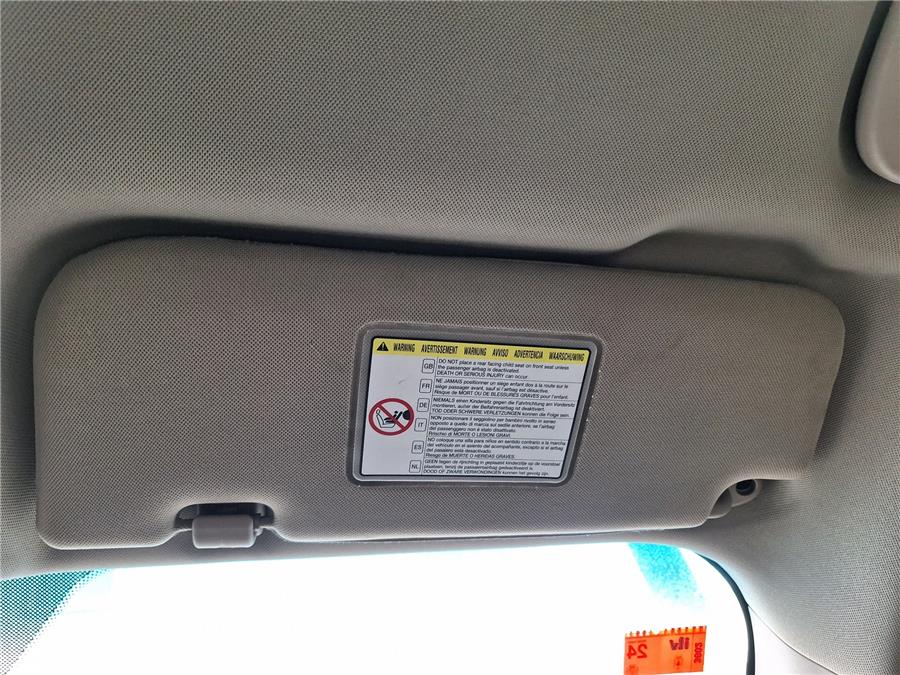 WARNING AVERTISSEMENT WARNUNG AVVISO ADVERTENCIA WAARSCHUWING
GB
DO NOT place a rear facing child seat on front seat unless
the passenger airbag is deactivated.
DEATH OR SERIOUS INJURY can occur.
FR
NE JAMAIS positionner un siège enfant dos à la route sur le
siège passager avant, sauf si l'airbag est désactivé.
Risque de MORT OU DE BLESSURES GRAVES pour l'enfant.
DE
NIEMALS einen Kindersitz gegen die Fahrtrichtung am Vordersitz
montieren, außer der Beifahrerairbag ist deaktiviert.
TOD ODER SCHWERE VERLETZUNGEN können die Folge sein.
IT
NON posizionare il seggiolino per bambini rivolto in senso
opposto a quello di marcia sul sedile anteriore, se l'airbag
del passeggero non è stato disattivato.
Rischio di MORTE O LESIONI GRAVI.
ES
NO coloque una silla para niños en sentido contrario a la marcha
del vehículo en el asiento del acompañante, excepto si el airbag
del pasajero está desactivado.
Riesgo de MUERTE O HERIDAS GRAVES.
NL
GEEN tegen de rijrichting in geplaatst kinderzitje op de voorstoel
plaatsen, tenzij de passagiersairbag gedeactiveerd is.
DOOD OF ZWARE VERWONDINGEN kunnen het gevolg zijn.
itv
24